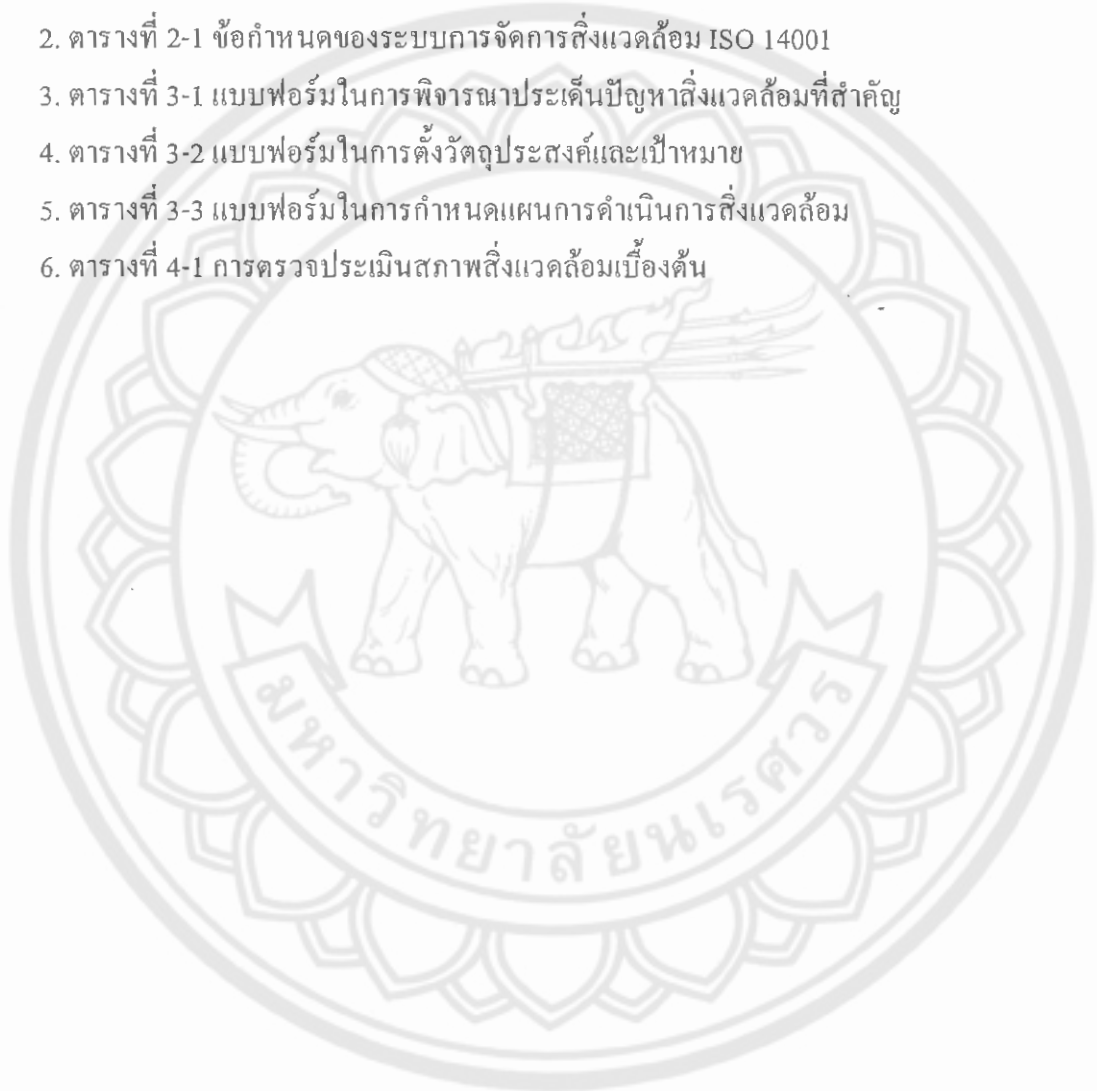 2. ตารางที่ 2-1 ข้อกำหนดของระบบการจัดการสิ่งแวดล้อม ISO 14001
3. ตารางที่ 3-1 แบบฟอร์มในการพิจารณาประเด็นปัญหาสิ่งแวดล้อมที่สำคัญ
4. ตารางที่ 3-2 แบบฟอร์มในการตั้งวัตถุประสงค์และเป้าหมาย
5. ตารางที่ 3-3 แบบฟอร์มในการกำหนดแผนการดำเนินการสิ่งแวดล้อม
6. ตารางที่ 4-1 การตรวจประเมินสภาพสิ่งแวดล้อมเบื้องต้น
มหาวิทยาลัยนเรศวร